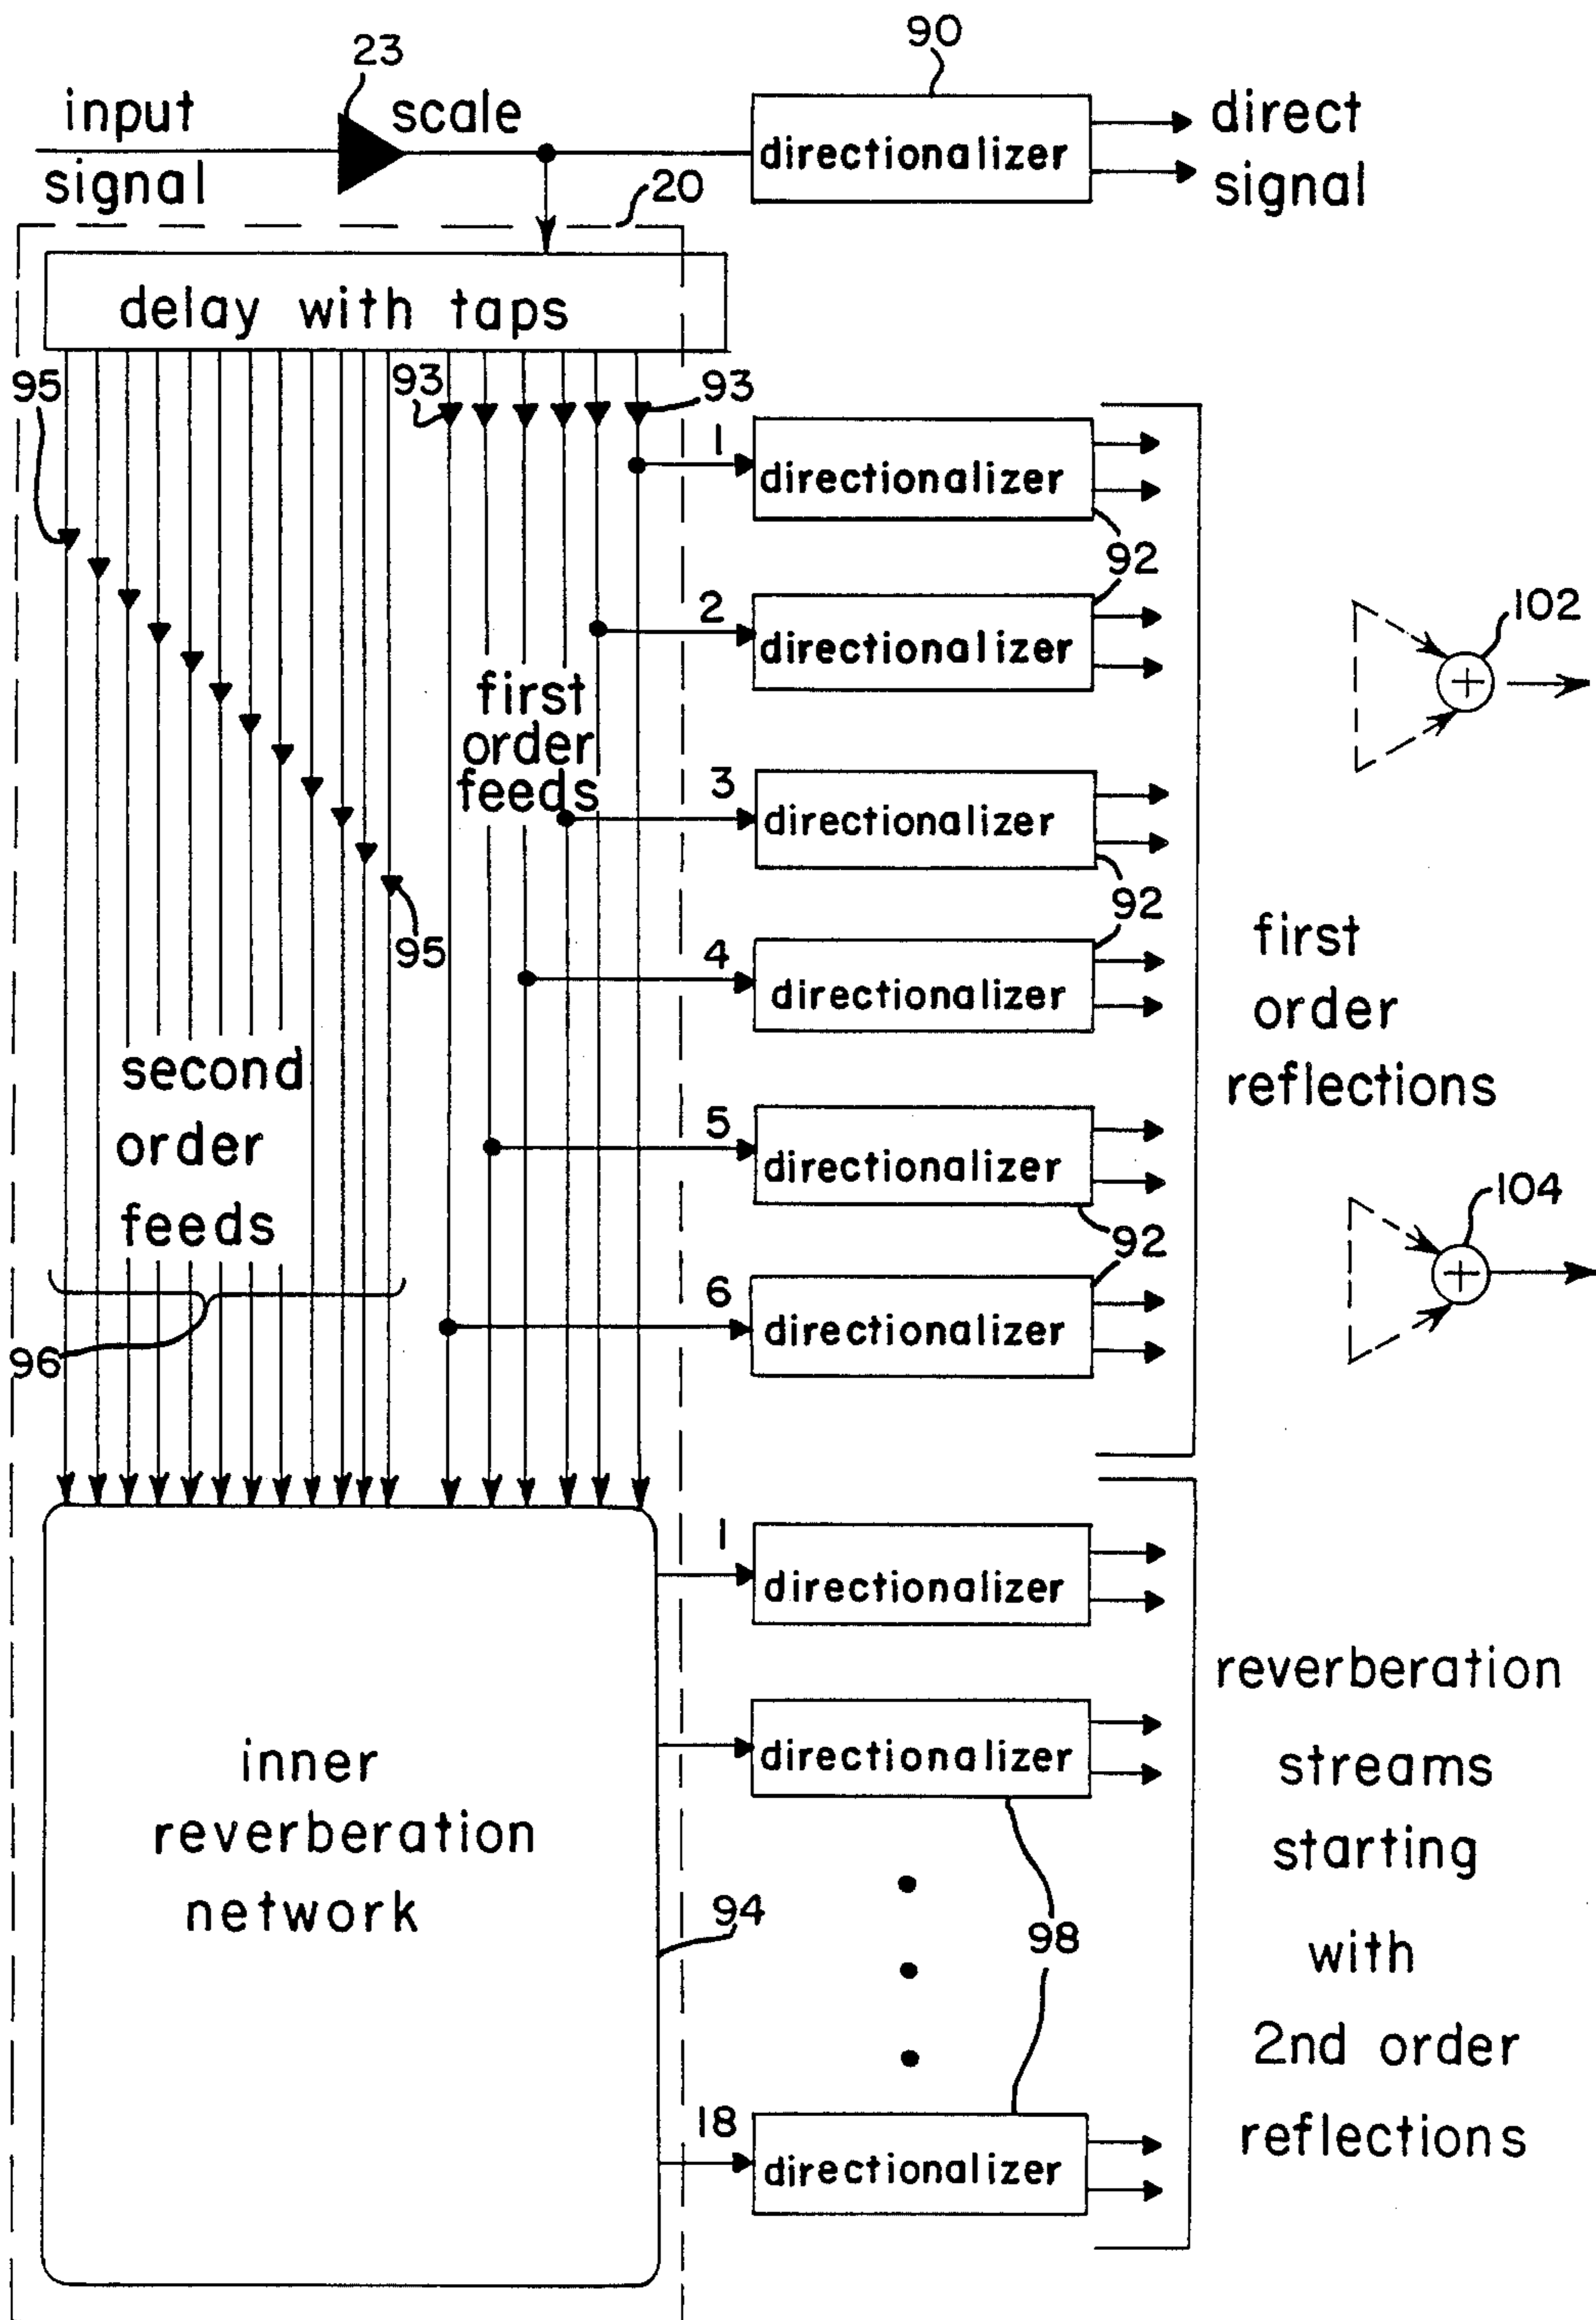 90
23
input
scale
signal
directionalizer
direct
signal
20
delay with taps
95
93
93
1
directionalizer
92
2
directionalizer
102
+
first
order
feeds
3
directionalizer
92
95
4
directionalizer
first
order
reflections
second
order
feeds
5
directionalizer
92
104
+
96
6
directionalizer
1
directionalizer
reverberation
streams
starting
with
2nd order
reflections
directionalizer
inner
reverberation
network
94
98
18
directionalizer